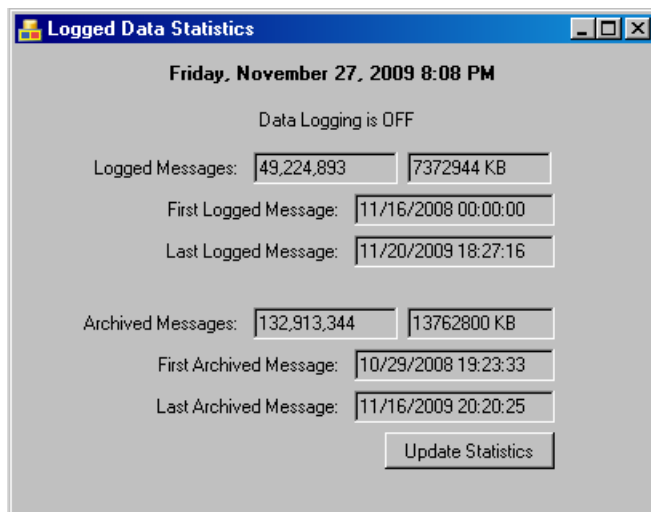 Logged Data Statistics
Friday, November 27, 2009 8:08 PM
Data Logging is OFF
Logged Messages: 49,224,893 7372944 KB
First Logged Message: 11/16/2008 00:00:00
Last Logged Message: 11/20/2009 18:27:16
Archived Messages: 132,913,344 13762800 KB
First Archived Message: 10/29/2008 19:23:33
Last Archived Message: 11/16/2009 20:20:25
Update Statistics